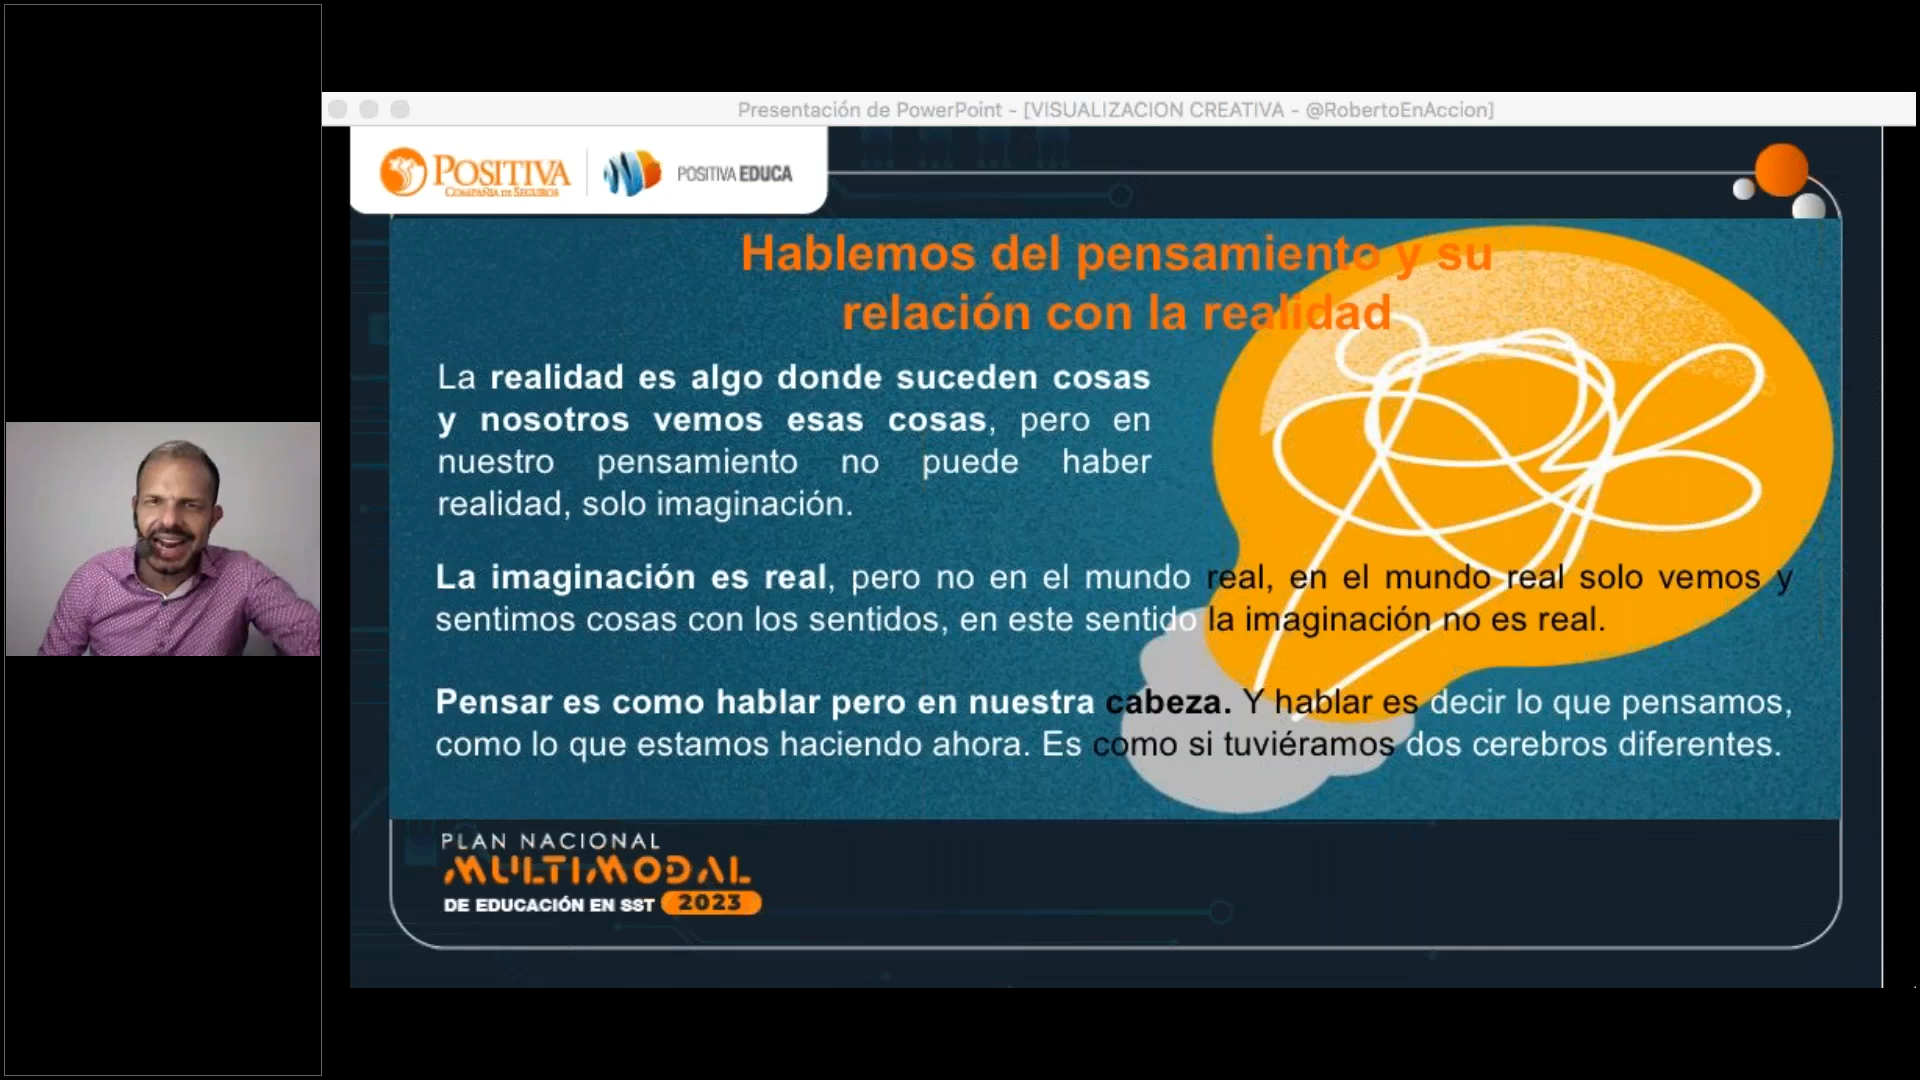 Presentación de PowerPoint - [VISUALIZACION CREATIVA - @RobertoEnAccion]
POSITIVA
COMPAÑÍA DE SEGUROS
POSITIVA EDUCA
Hablemos del pensamiento y su
relación con la realidad
La realidad es algo donde suceden cosas
y nosotros vemos esas cosas, pero en
nuestro pensamiento no puede haber
realidad, solo imaginación.
La imaginación es real, pero no en el mundo real, en el mundo real solo vemos y
sentimos cosas con los sentidos, en este sentido la imaginación no es real.
Pensar es como hablar pero en nuestra cabeza. Y hablar es decir lo que pensamos,
como lo que estamos haciendo ahora. Es como si tuviéramos dos cerebros diferentes.
PLAN NACIONAL
MULTIMODAL
DE EDUCACIÓN EN SST 2023